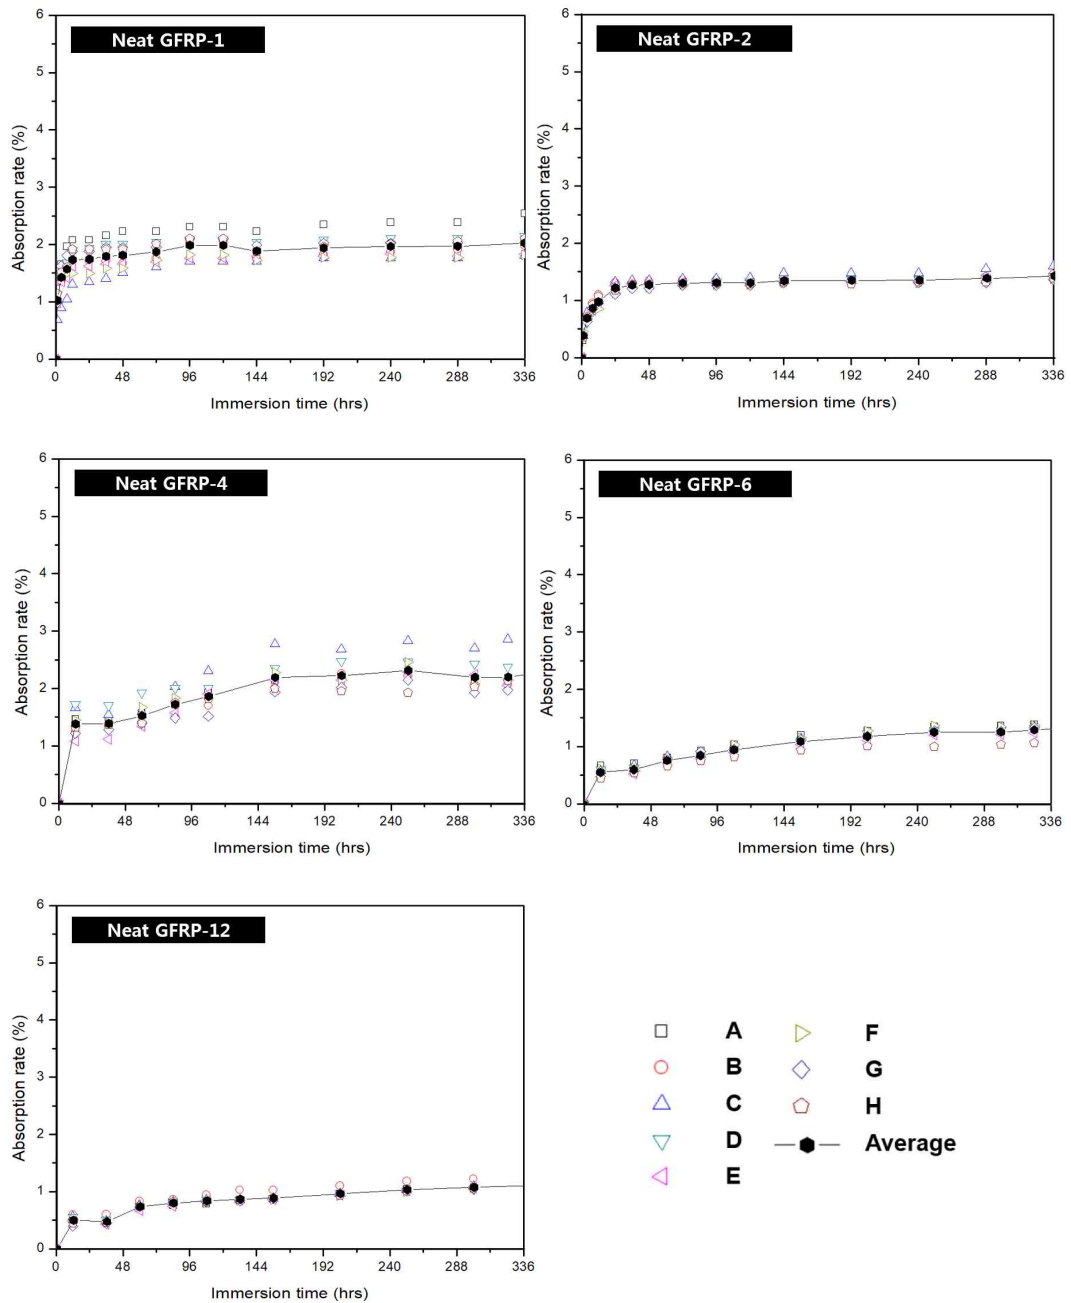 Neat GFRP-1
6
5
4
3
2
1
0
Absorption rate (%)
0 48 96 144 192 240 288 336
Immersion time (hrs)
Neat GFRP-2
6
5
4
3
2
1
0
Absorption rate (%)
0 48 96 144 192 240 288 336
Immersion time (hrs)
Neat GFRP-4
6
5
4
3
2
1
0
Absorption rate (%)
0 48 96 144 192 240 288 336
Immersion time (hrs)
Neat GFRP-6
6
5
4
3
2
1
0
Absorption rate (%)
0 48 96 144 192 240 288 336
Immersion time (hrs)
Neat GFRP-12
6
5
4
3
2
1
0
Absorption rate (%)
0 48 96 144 192 240 288 336
Immersion time (hrs)
A
B
C
D
E
F
G
H
Average